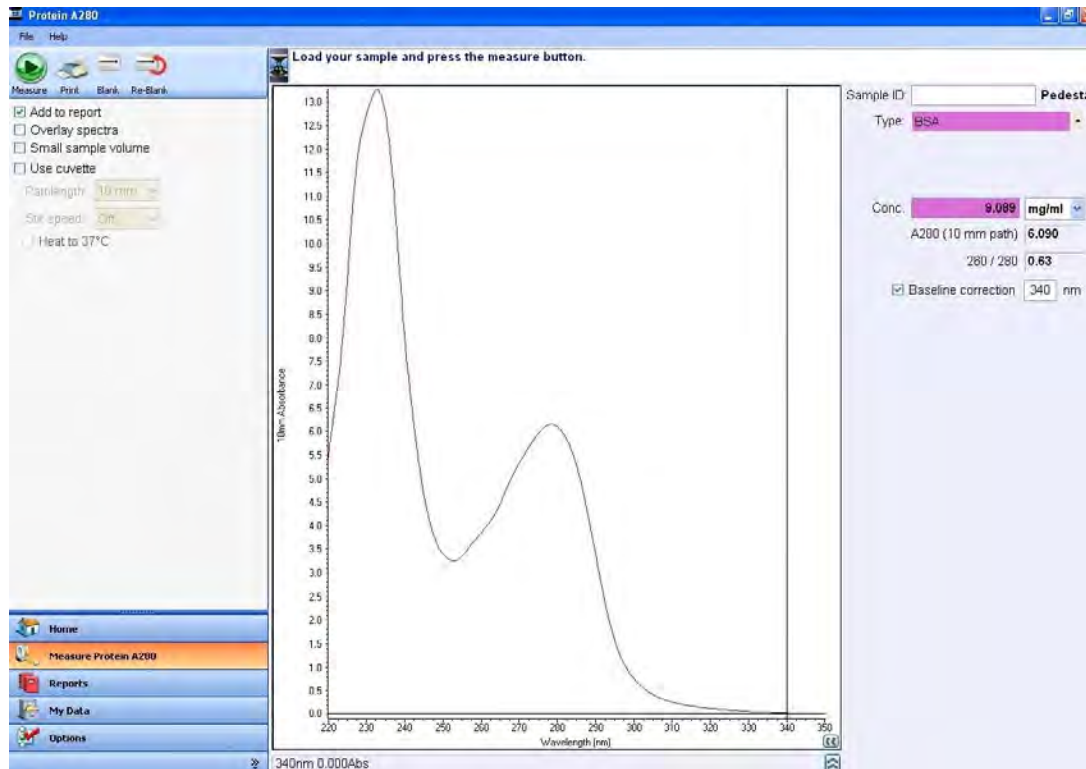 Protein A280
File Help
Load your sample and press the measure button.
Measure Print Blank Re-Blank
Add to report
Overlay spectra
Small sample volume
Use cuvette
Pathlength: 10 mm
Stir speed: Off
Heat to 37°C
Home
Measure Protein A280
Reports
My Data
Options
13.0
12.5
12.0
11.5
11.0
10.5
10.0
9.5
9.0
8.5
8.0
7.5
7.0
6.5
6.0
5.5
5.0
4.5
4.0
3.5
3.0
2.5
2.0
1.5
1.0
0.5
0.0
10mm Absorbance
220 230 240 250 260 270 280 290 300 310 320 330 340 350
Wavelength [nm]
340nm 0.000Abs
Sample ID: Pedesta
Type: BSA
Conc. 9.089 mg/ml
A280 (10 mm path) 6.090
260 / 280 0.63
Baseline correction 340 nm